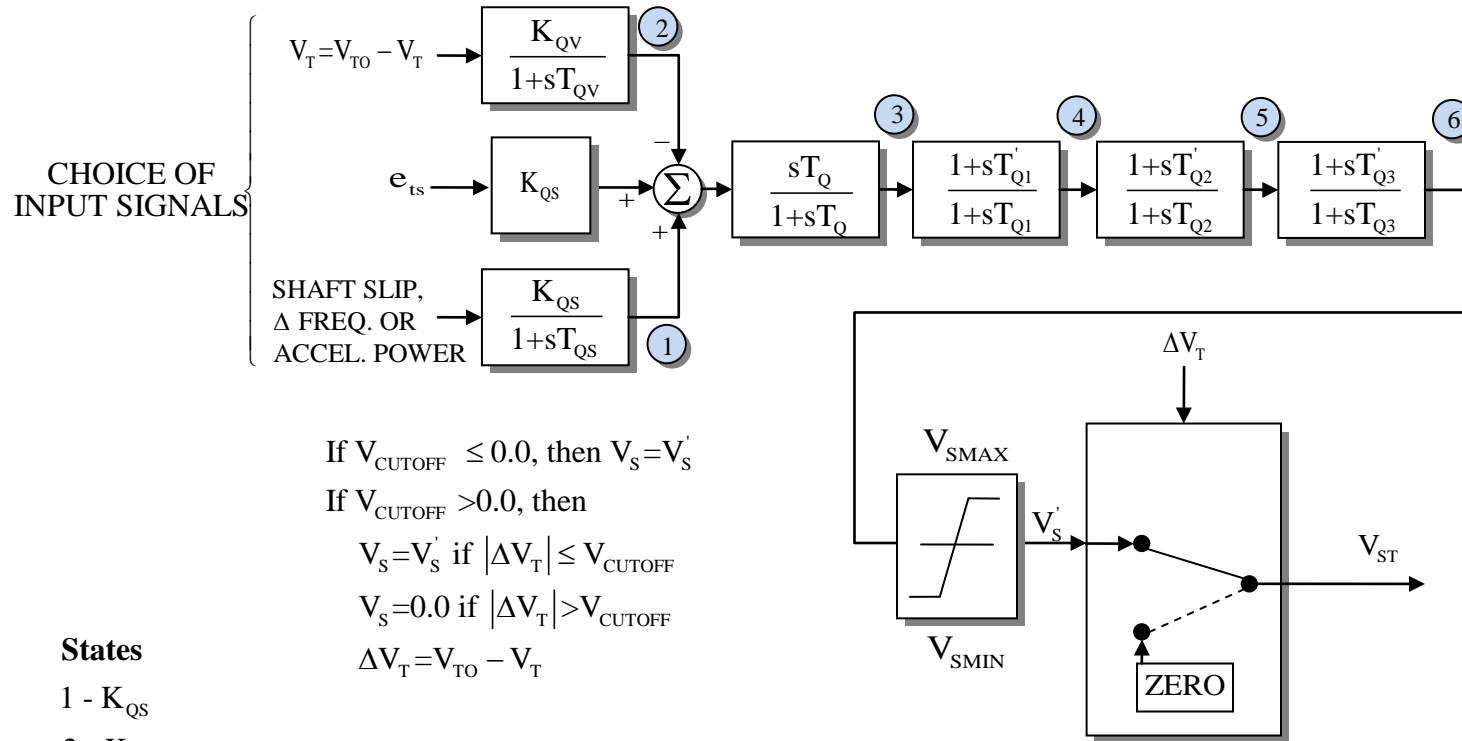 CHOICE OF
INPUT SIGNALS
V_T=V_TO − V_T
K_QV
1+sT_QV
2
e_ts
K_QS
SHAFT SLIP,
Δ FREQ. OR
ACCEL. POWER
K_QS
1+sT_QS
1
−
+
+
Σ
sT_Q
1+sT_Q
3
1+sT'_Q1
1+sT_Q1
4
1+sT'_Q2
1+sT_Q2
5
1+sT'_Q3
1+sT_Q3
6
If V_CUTOFF ≤ 0.0, then V_S=V'_S
If V_CUTOFF >0.0, then
V_S=V'_S if |ΔV_T| ≤ V_CUTOFF
V_S=0.0 if |ΔV_T|>V_CUTOFF
ΔV_T=V_TO − V_T
V_SMAX
V_SMIN
V'_S
ΔV_T
ZERO
V_ST
States
1 - K_QS